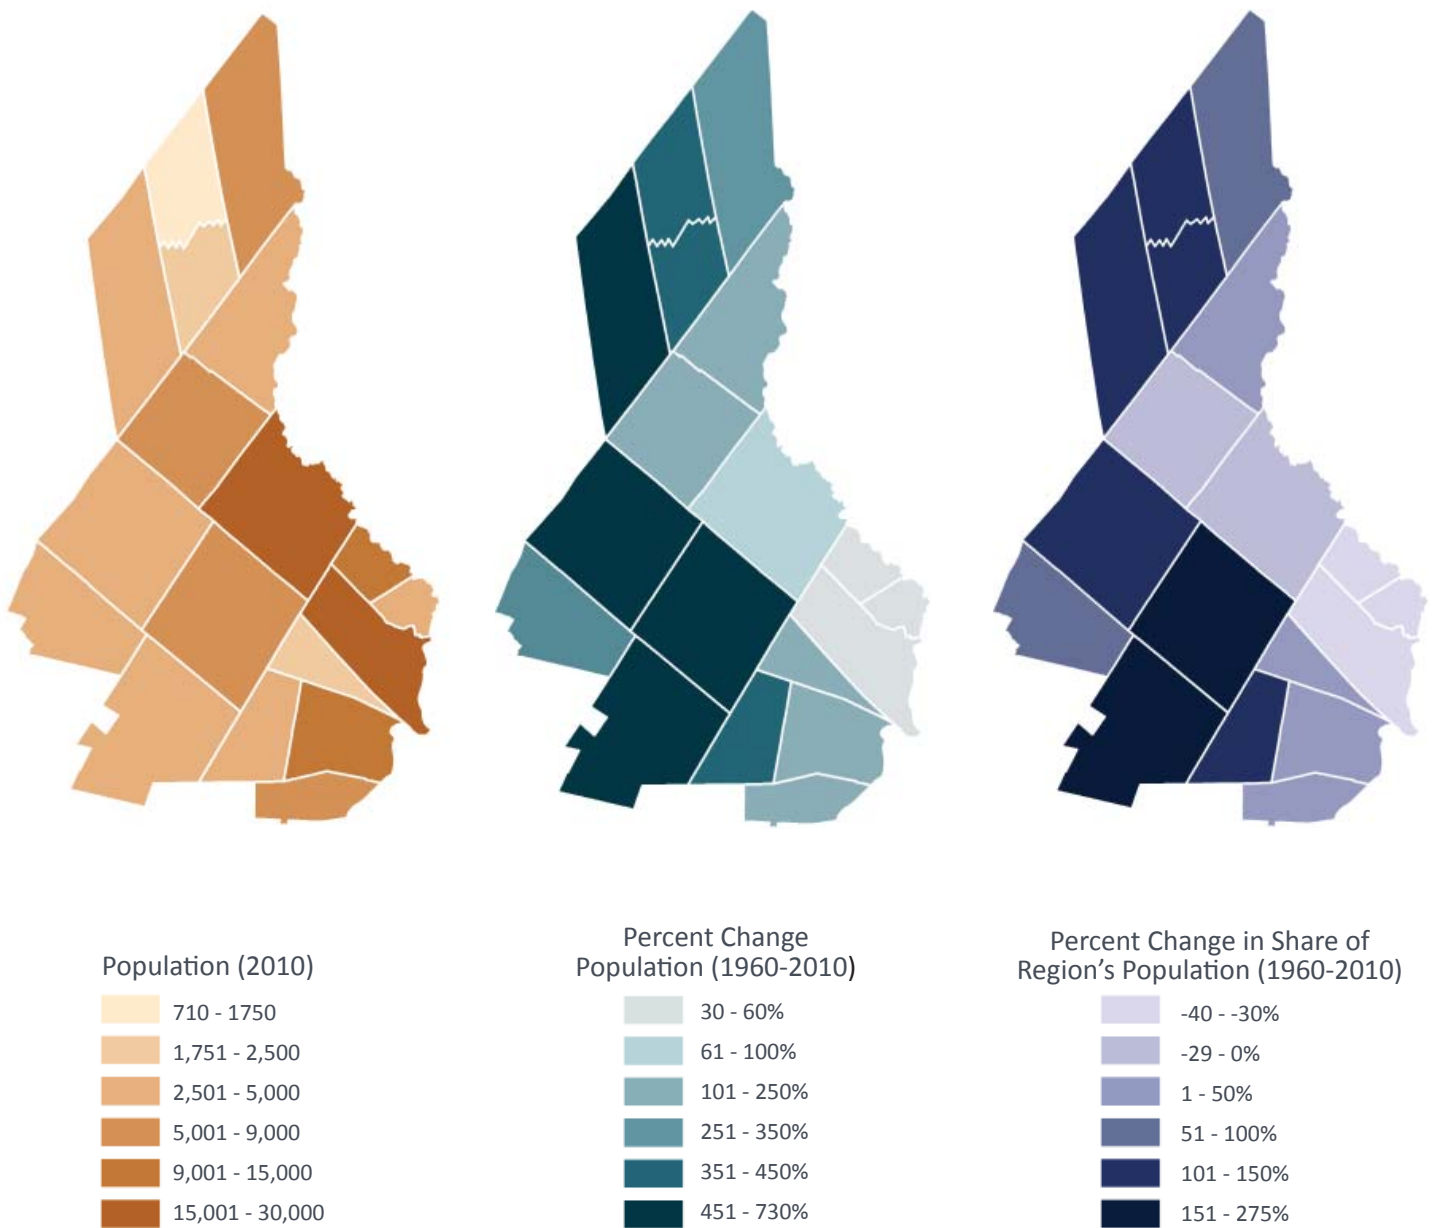 Population (2010)
710 - 1750
1,751 - 2,500
2,501 - 5,000
5,001 - 9,000
9,001 - 15,000
15,001 - 30,000
Percent Change
Population (1960-2010)
30 - 60%
61 - 100%
101 - 250%
251 - 350%
351 - 450%
451 - 730%
Percent Change in Share of
Region's Population (1960-2010)
-40 - -30%
-29 - 0%
1 - 50%
51 - 100%
101 - 150%
151 - 275%